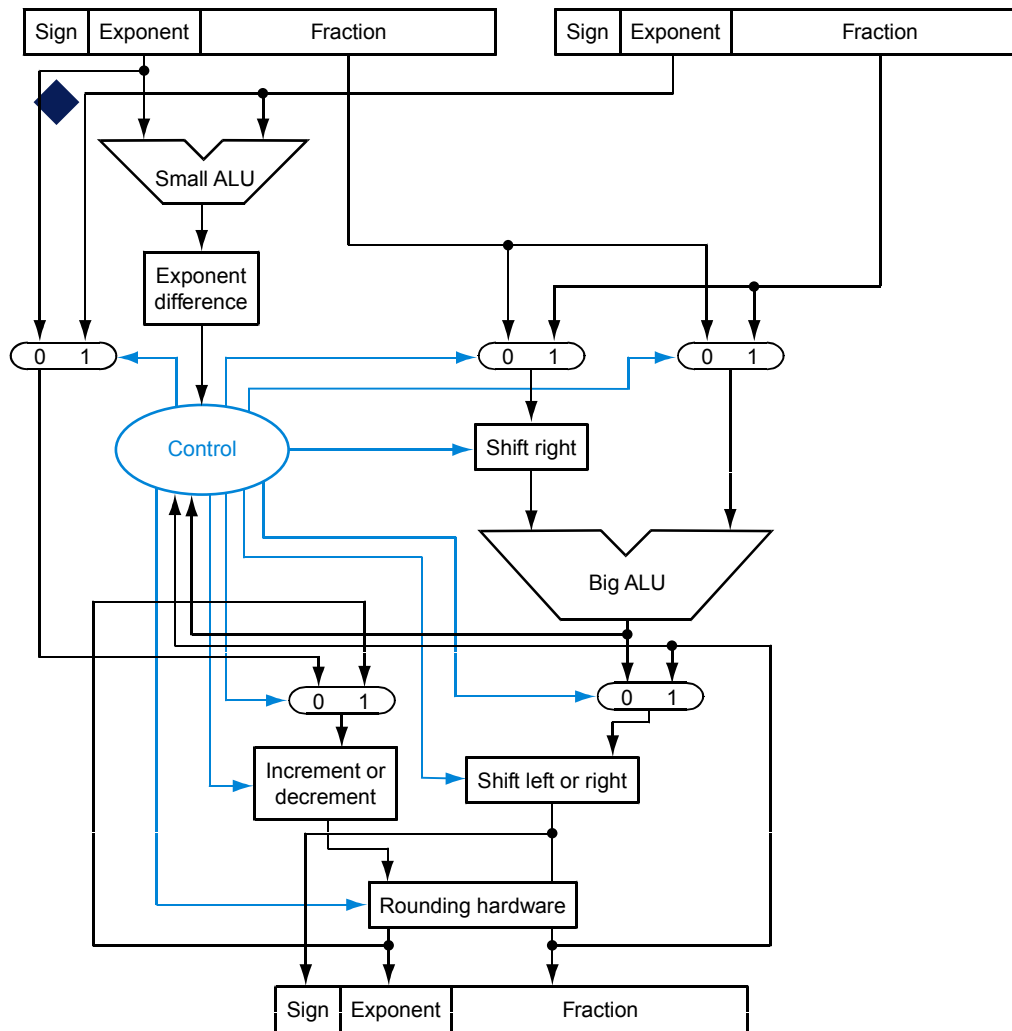 Sign Exponent Fraction Sign Exponent Fraction
Small ALU
Exponent
difference
0 1 0 1 0 1
Control
Shift right
Big ALU
0 1 0 1
Increment or
decrement
Shift left or right
Rounding hardware
Sign Exponent Fraction